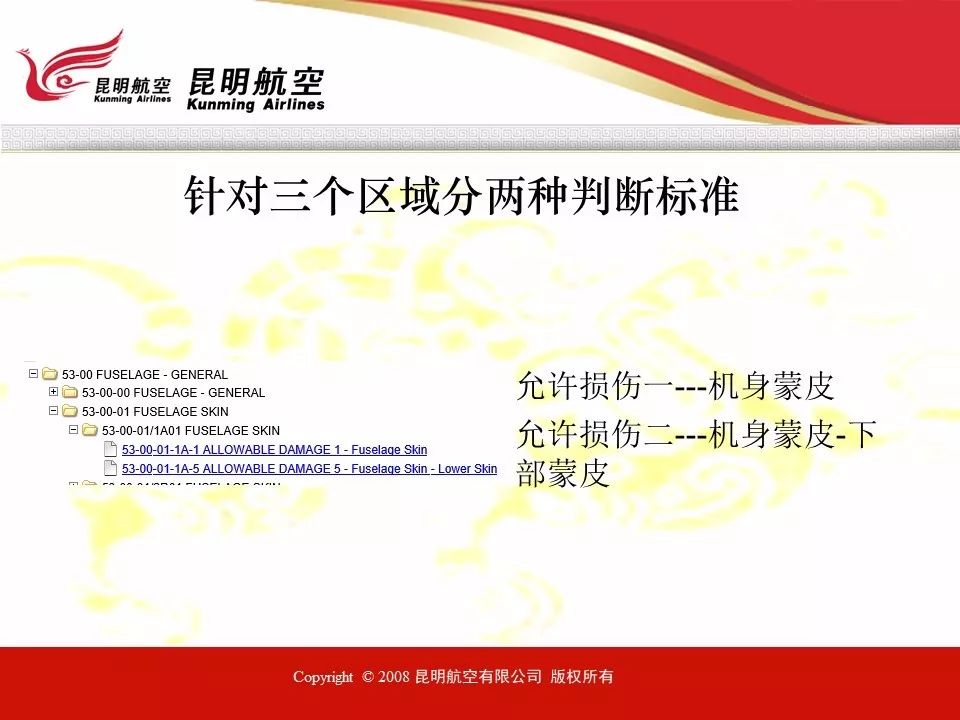 昆明航空
Kunming Airlines
昆明航空
Kunming Airlines
针对三个区域分两种判断标准
53-00 FUSELAGE - GENERAL
53-00-00 FUSELAGE - GENERAL
53-00-01 FUSELAGE SKIN
53-00-01/1A01 FUSELAGE SKIN
53-00-01-1A-1 ALLOWABLE DAMAGE 1 - Fuselage Skin
53-00-01-1A-5 ALLOWABLE DAMAGE 5 - Fuselage Skin - Lower Skin
允许损伤一---机身蒙皮
允许损伤二---机身蒙皮-下
部蒙皮
Copyright © 2008 昆明航空有限公司 版权所有